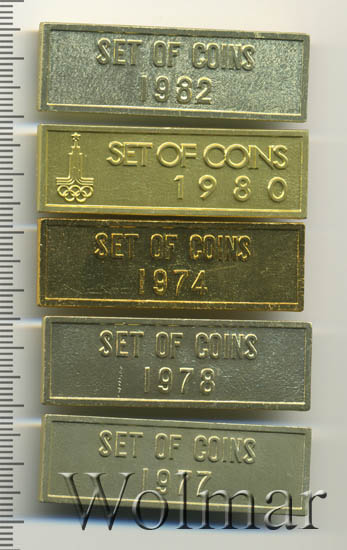 SET OF COINS
1982
SET OF COINS
1980
SET OF COINS
1974
SET OF COINS
1978
SET OF COINS
1977
Wolmar